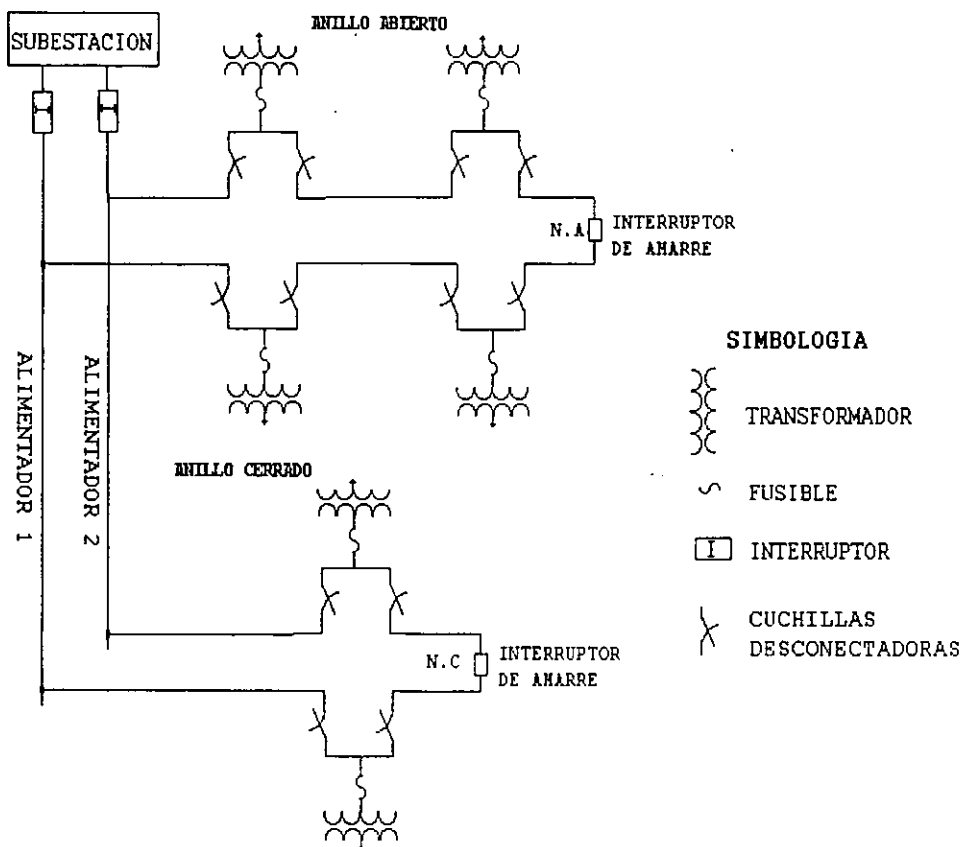 ANILLO ABIERTO
SUBESTACION
N.A
INTERRUPTOR
DE AMARRE
ALIMENTADOR 1
ALIMENTADOR 2
SIMBOLOGIA
TRANSFORMADOR
FUSIBLE
I INTERRUPTOR
CUCHILLAS
DESCONECTADORAS
ANILLO CERRADO
N.C
INTERRUPTOR
DE AMARRE